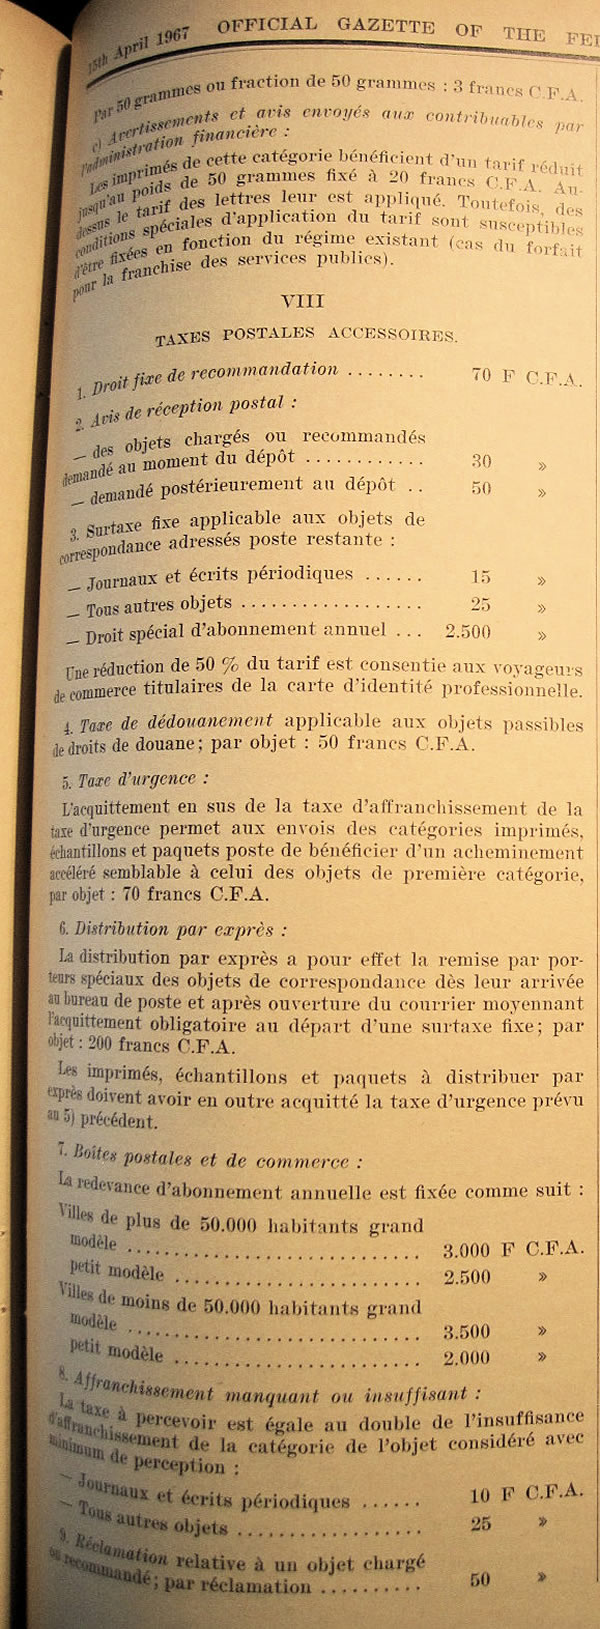 15th April 1967 OFFICIAL GAZETTE OF THE FE
Par 50 grammes ou fraction de 50 grammes : 3 francs C.F.A.
c) Avertissements et avis envoyés aux contribuables par
l'administration financière :
Les imprimés de cette catégorie bénéficient d'un tarif réduit
jusqu'au poids de 50 grammes fixé à 20 francs C.F.A. Au-
dessus le tarif des lettres leur est appliqué. Toutefois, des
conditions spéciales d'application du tarif sont susceptibles
d'être fixées en fonction du régime existant (cas du forfait
pour la franchise des services publics).
VIII
TAXES POSTALES ACCESSOIRES.
1. Droit fixe de recommandation ........ 70 F C.F.A.
2. Avis de réception postal :
— des objets chargés ou recommandés
demandé au moment du dépôt ............ 30 »
— demandé postérieurement au dépôt .. 50 »
3. Surtaxe fixe applicable aux objets de
correspondance adressés poste restante :
— Journaux et écrits périodiques ...... 15 »
— Tous autres objets .................. 25 »
— Droit spécial d'abonnement annuel ... 2.500 »
Une réduction de 50 % du tarif est consentie aux voyageurs
de commerce titulaires de la carte d'identité professionnelle.
4. Taxe de dédouanement applicable aux objets passibles
de droits de douane; par objet : 50 francs C.F.A.
5. Taxe d'urgence :
L'acquittement en sus de la taxe d'affranchissement de la
taxe d'urgence permet aux envois des catégories imprimés,
échantillons et paquets poste de bénéficier d'un acheminement
accéléré semblable à celui des objets de première catégorie,
par objet : 70 francs C.F.A.
6. Distribution par exprès :
La distribution par exprès a pour effet la remise par por-
teurs spéciaux des objets de correspondance dès leur arrivée
au bureau de poste et après ouverture du courrier moyennant
l'acquittement obligatoire au départ d'une surtaxe fixe; par
objet : 200 francs C.F.A.
Les imprimés, échantillons et paquets à distribuer par
exprès doivent avoir en outre acquitté la taxe d'urgence prévu
au 5) précédent.
7. Boîtes postales et de commerce :
La redevance d'abonnement annuelle est fixée comme suit :
Villes de plus de 50.000 habitants grand
modèle .............................. 3.000 F C.F.A.
petit modèle ......................... 2.500 »
Villes de moins de 50.000 habitants grand
modèle .............................. 3.500 »
petit modèle ......................... 2.000 »
8. Affranchissement manquant ou insuffisant :
La taxe à percevoir est égale au double de l'insuffisance
d'affranchissement de la catégorie de l'objet considéré avec
minimum de perception :
— Journaux et écrits périodiques ...... 10 F C.F.A.
— Tous autres objets .................. 25 »
9. Réclamation relative à un objet chargé
ou recommandé; par réclamation .......... 50 »